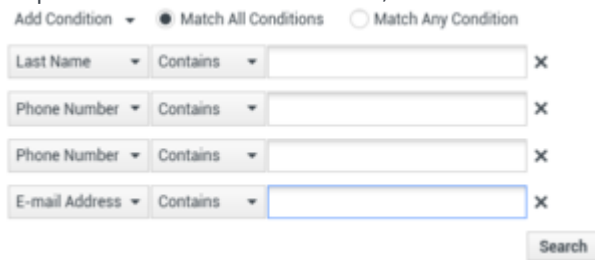 Add Condition Match All Conditions Match Any Condition
Last Name Contains
Phone Number Contains
Phone Number Contains
E-mail Address Contains
Search